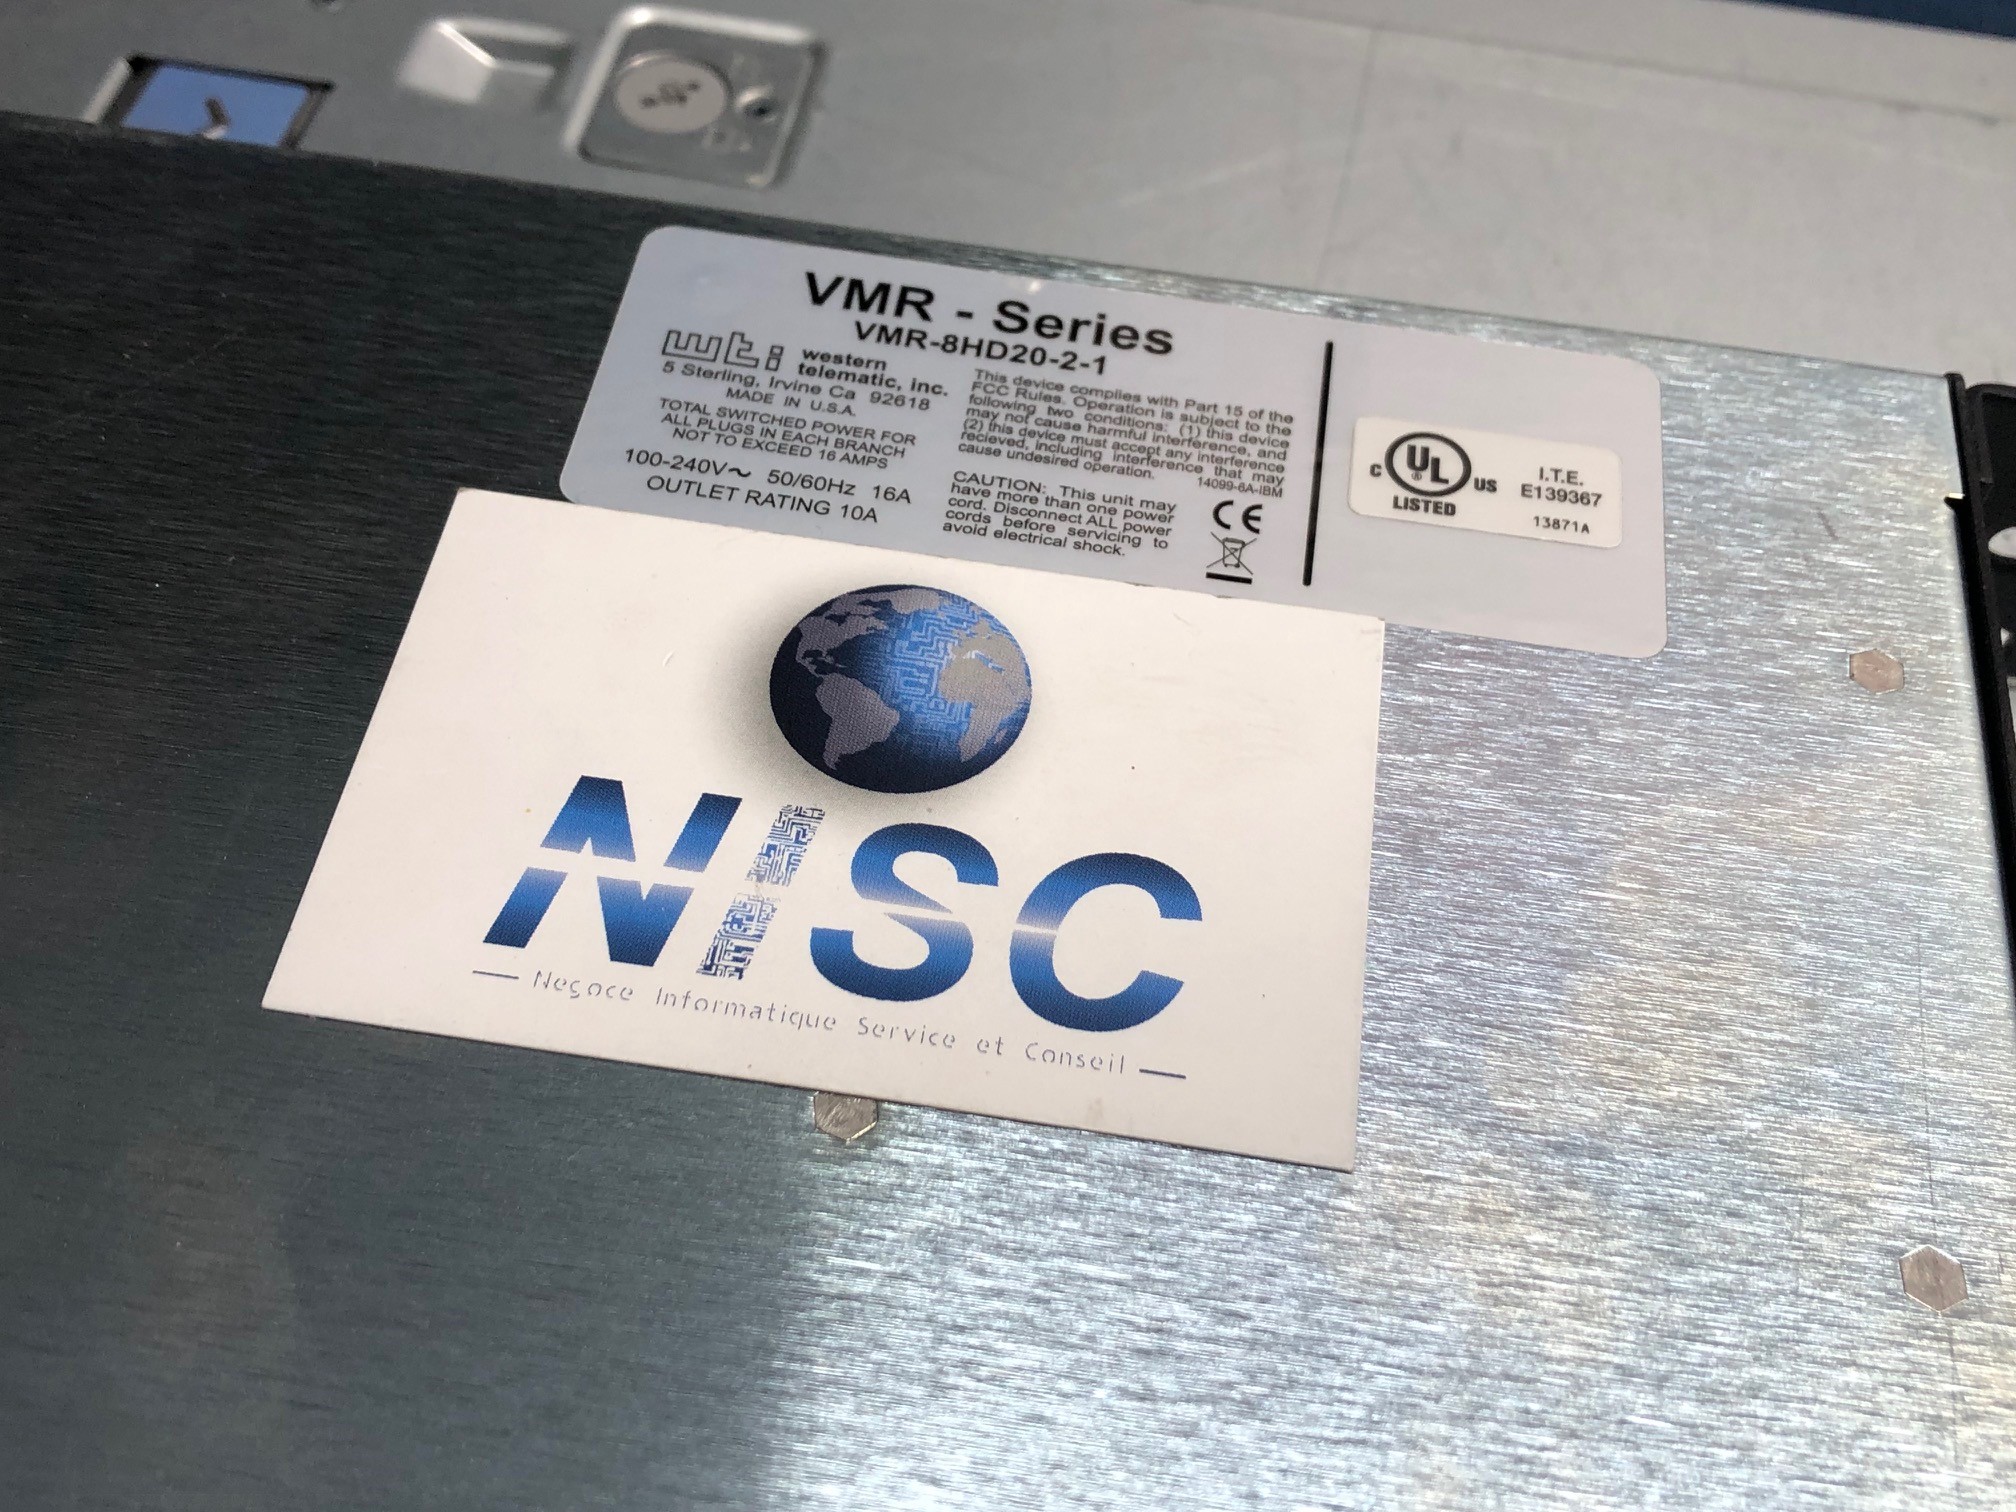 VMR - Series
VMR-8HD20-2-1
wti western
telematic, inc.
5 Sterling, Irvine Ca 92618
MADE IN U.S.A.
TOTAL SWITCHED POWER FOR
ALL PLUGS IN EACH BRANCH
NOT TO EXCEED 16 AMPS
100-240V~ 50/60Hz 16A
OUTLET RATING 10A
This device complies with Part 15 of the
FCC Rules. Operation is subject to the
following two conditions: (1) this device
may not cause harmful interference, and
(2) this device must accept any interference
recieved, including interference that may
cause undesired operation.
14099-6A-IBM
CAUTION: This unit may
have more than one power
cord. Disconnect ALL power
cords before servicing to
avoid electrical shock.
CE
C UL ® US
LISTED
I.T.E.
E139367
13871A
NISC
Negoce Informatique Service et Conseil